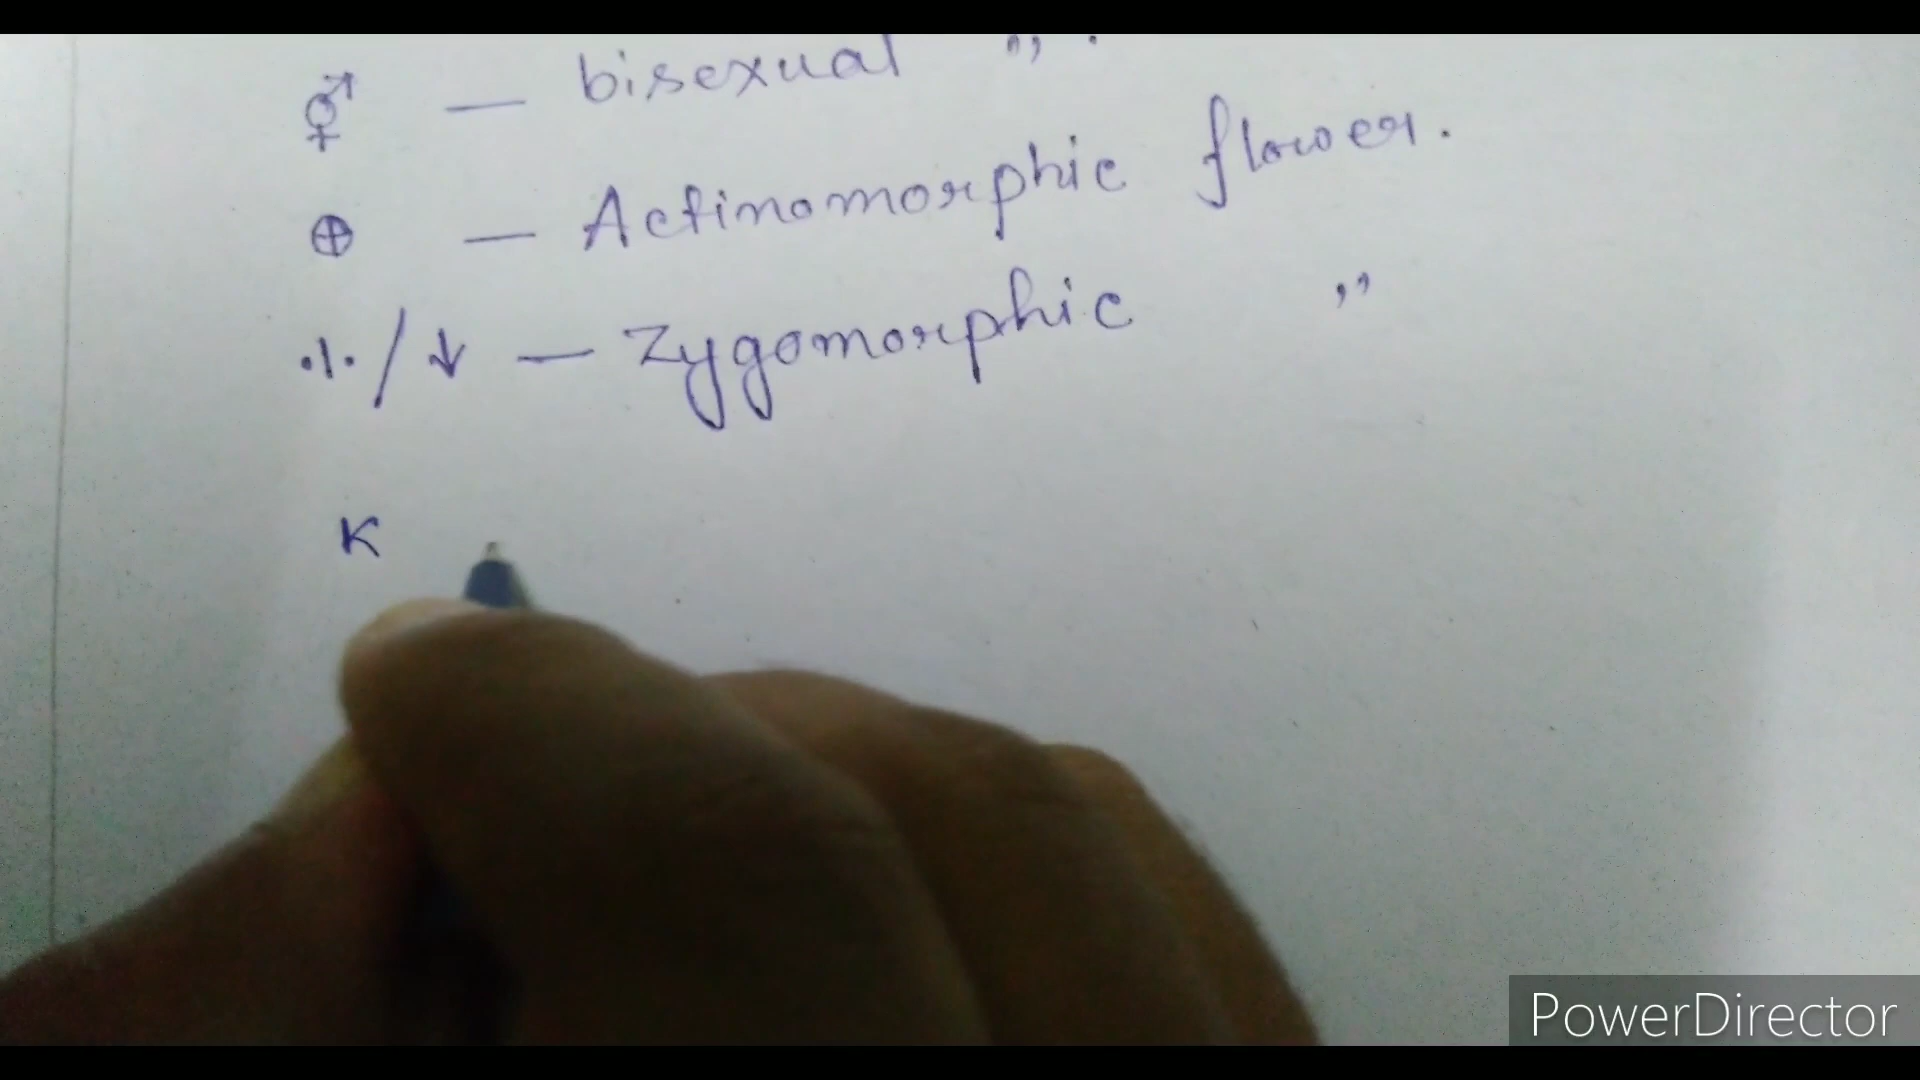 ⚥ — bisexual ,, .
⊕ — Actinomorphic flower.
·|· / ↓ — Zygomorphic ,,
K
PowerDirector